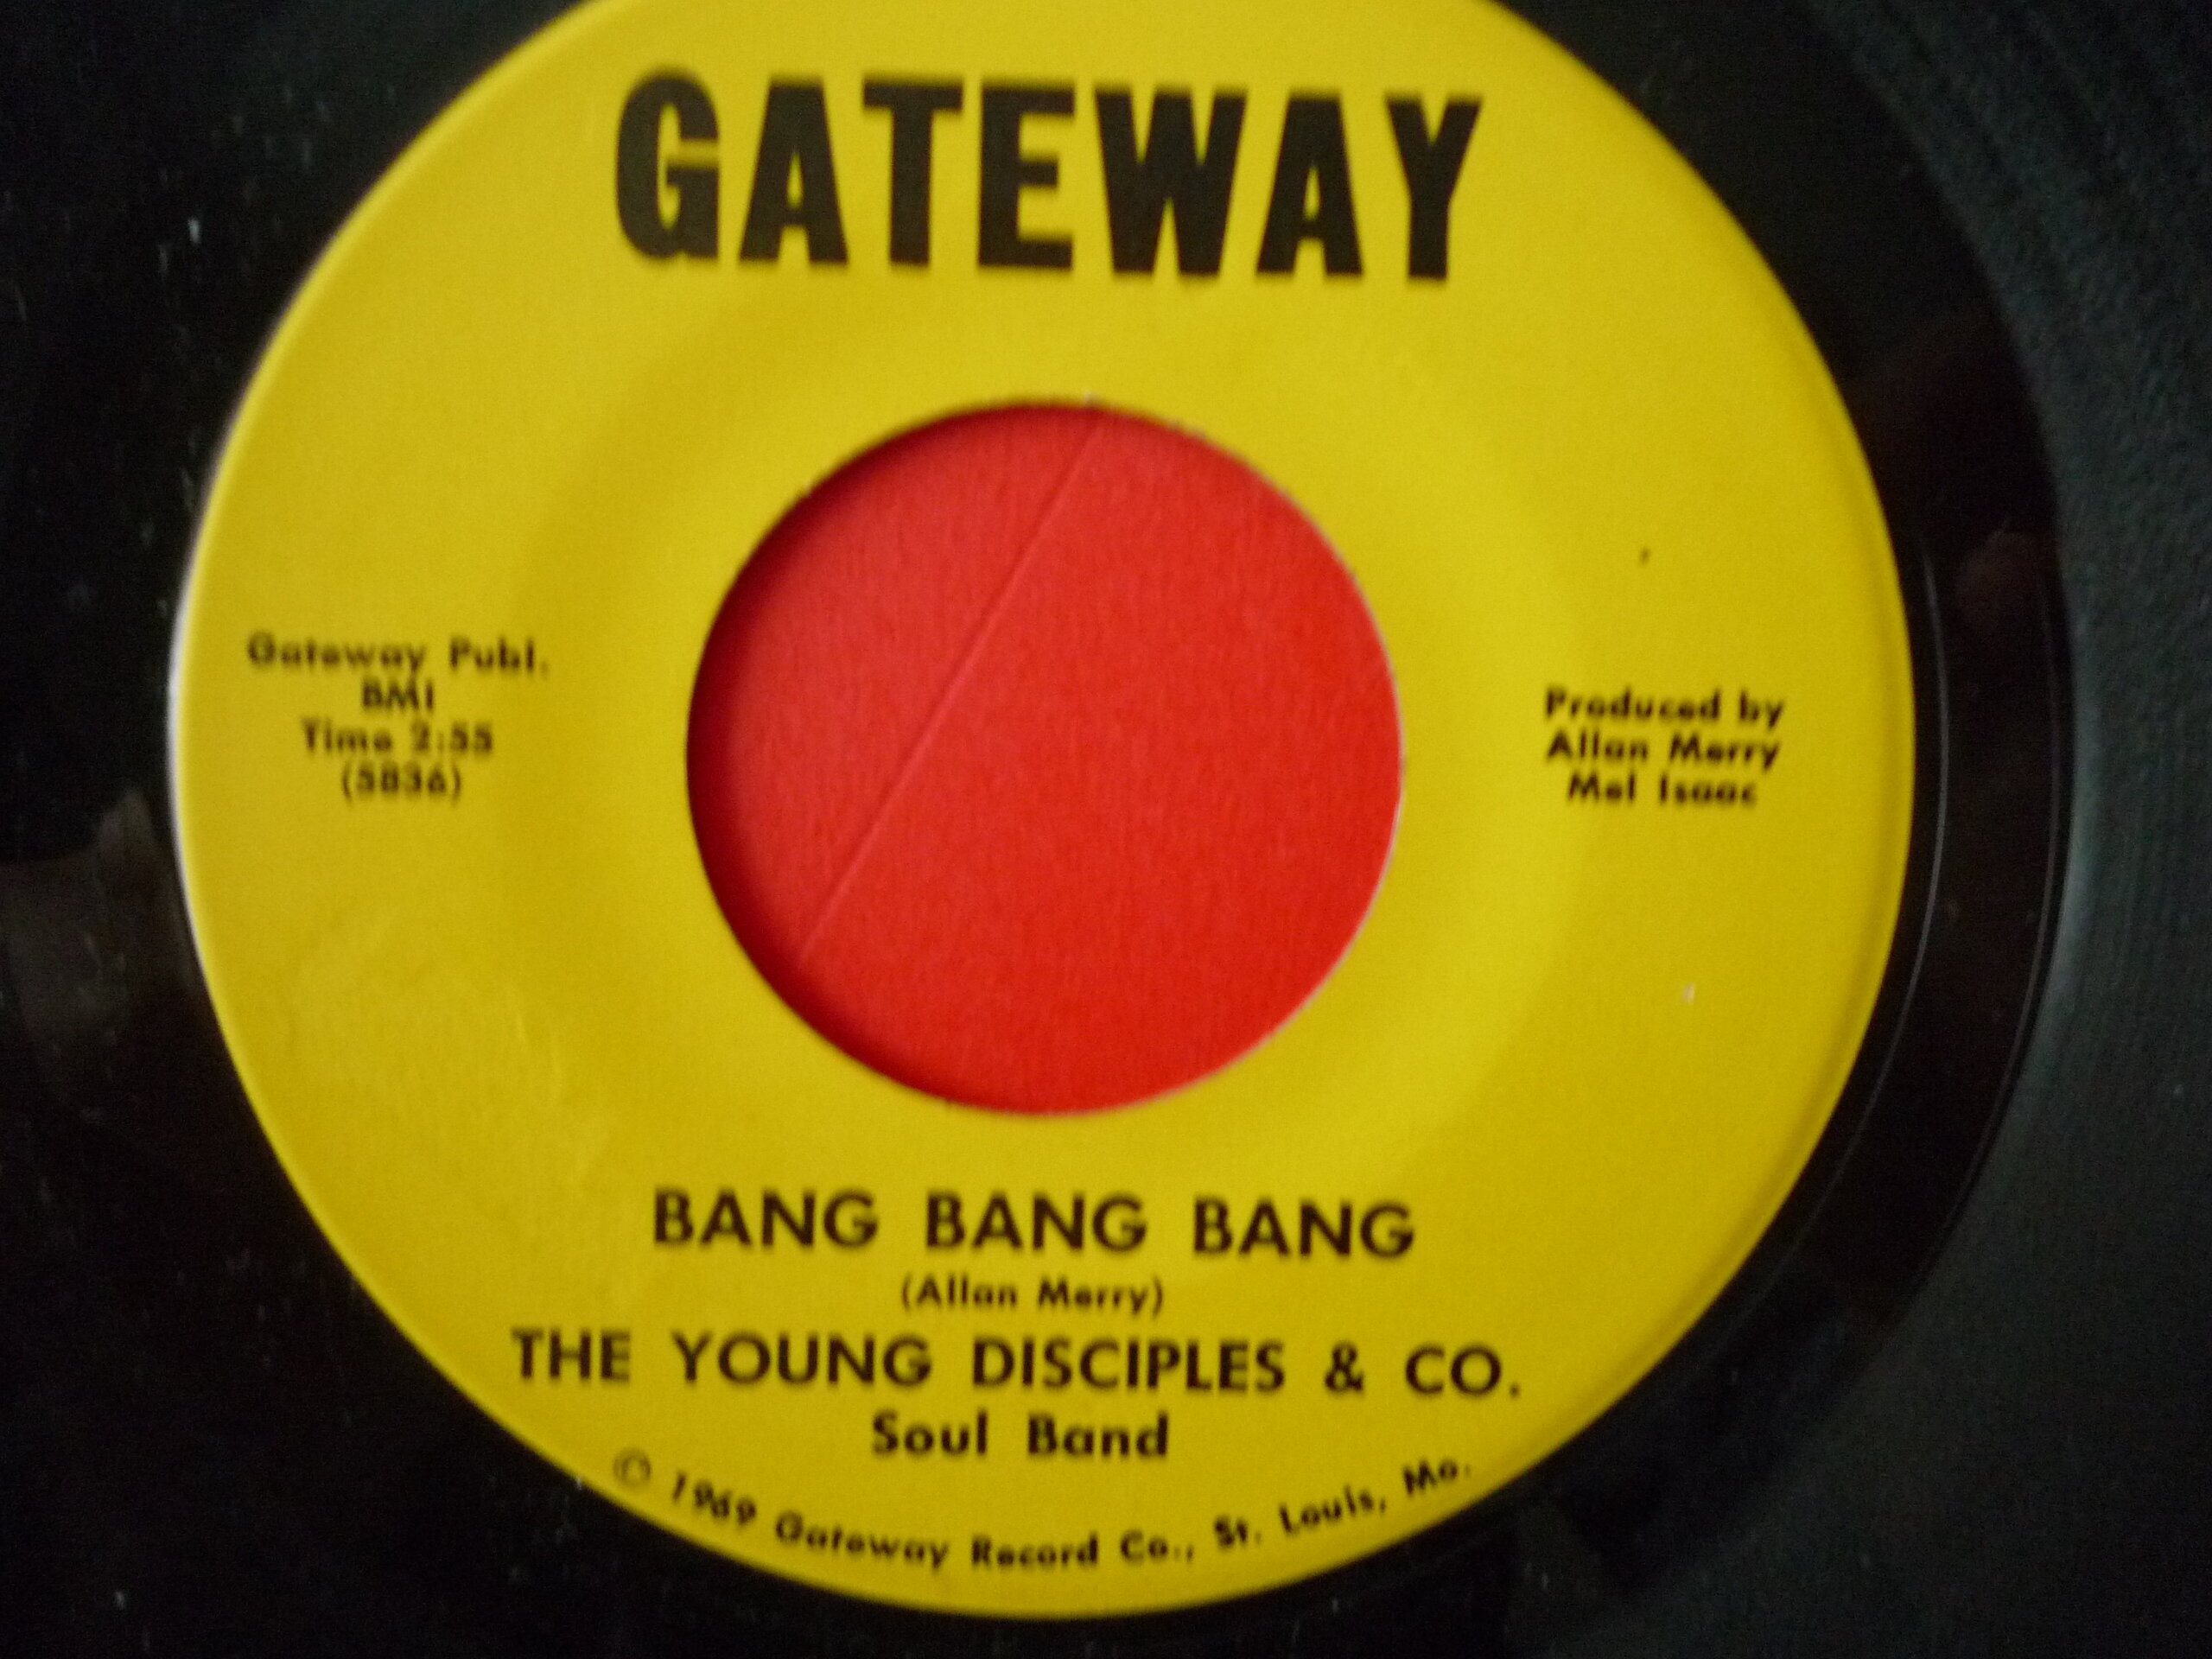 GATEWAY
Gateway Publ.
BMI
Time 2:55
(5836)
Produced by
Allan Merry
Mel Isaac
BANG BANG BANG
(Allan Merry)
THE YOUNG DISCIPLES & CO.
Soul Band
© 1969 Gateway Record Co., St. Louis, Mo.